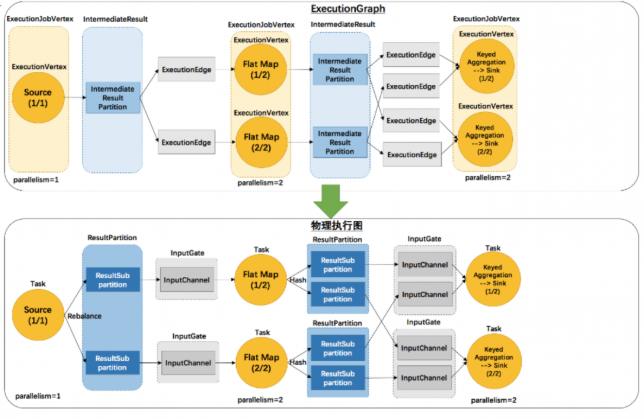 ExecutionGraph
ExecutionJobVertex
IntermediateResult
ExecutionJobVertex
IntermediateResult
ExecutionJobVertex
ExecutionVertex
Source
(1/1)
Intermediate
Result
Partition
ExecutionEdge
ExecutionEdge
ExecutionVertex
Flat Map
(1/2)
ExecutionVertex
Flat Map
(2/2)
Intermediate
Result
Partition
Intermediate
Result
Partition
ExecutionEdge
ExecutionEdge
ExecutionEdge
ExecutionEdge
ExecutionVertex
Keyed
Aggregation
--> Sink
(1/2)
ExecutionVertex
Keyed
Aggregation
--> Sink
(2/2)
parallelism=1
parallelism=2
parallelism=2
物理执行图
Task
Source
(1/1)
Rebalance
ResultPartition
ResultSub
partition
ResultSub
partition
InputGate
InputChannel
InputGate
InputChannel
Task
Flat Map
(1/2)
Hash
Task
Flat Map
(2/2)
Hash
ResultPartition
ResultSub
partition
ResultSub
partition
ResultPartition
ResultSub
partition
ResultSub
partition
InputGate
InputChannel
InputChannel
InputGate
InputChannel
InputChannel
Task
Keyed
Aggregation
--> Sink
(1/2)
Task
Keyed
Aggregation
--> Sink
(2/2)
parallelism=1
parallelism=2
parallelism=2